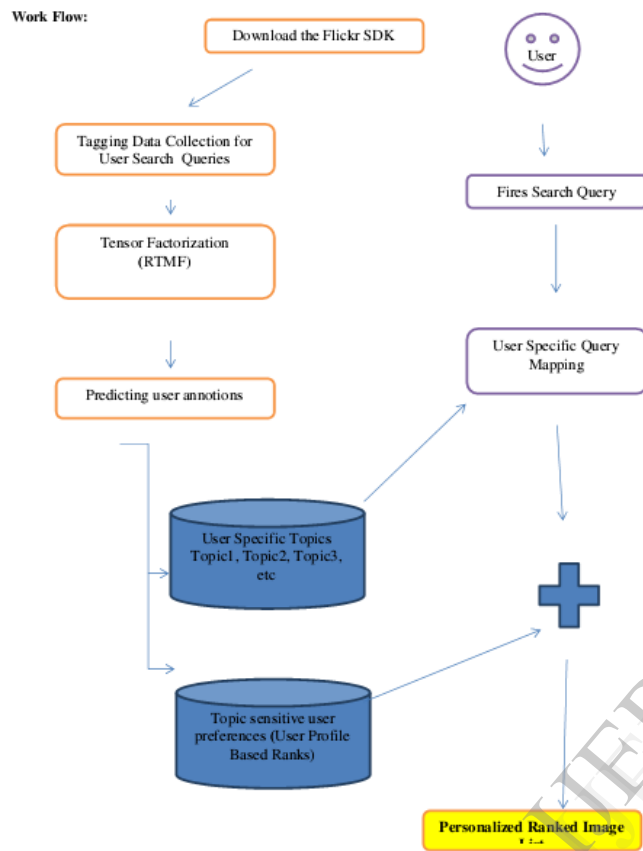 Work Flow:
Download the Flickr SDK
User
Tagging Data Collection for
User Search Queries
Fires Search Query
Tensor Factorization
(RTMF)
User Specific Query
Mapping
Predicting user annotions
User Specific Topics
Topic1, Topic2, Topic3,
etc
Topic sensitive user
preferences (User Profile
Based Ranks)
Personalized Ranked Image
List
IJER